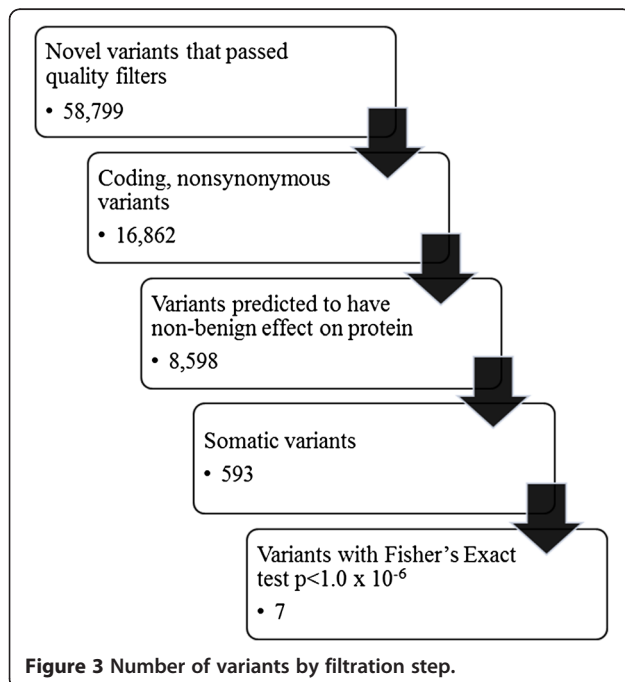 Novel variants that passed
quality filters
• 58,799
Coding, nonsynonymous
variants
• 16,862
Variants predicted to have
non-benign effect on protein
• 8,598
Somatic variants
• 593
Variants with Fisher's Exact
test p<1.0 x 10⁻⁶
• 7
Figure 3 Number of variants by filtration step.